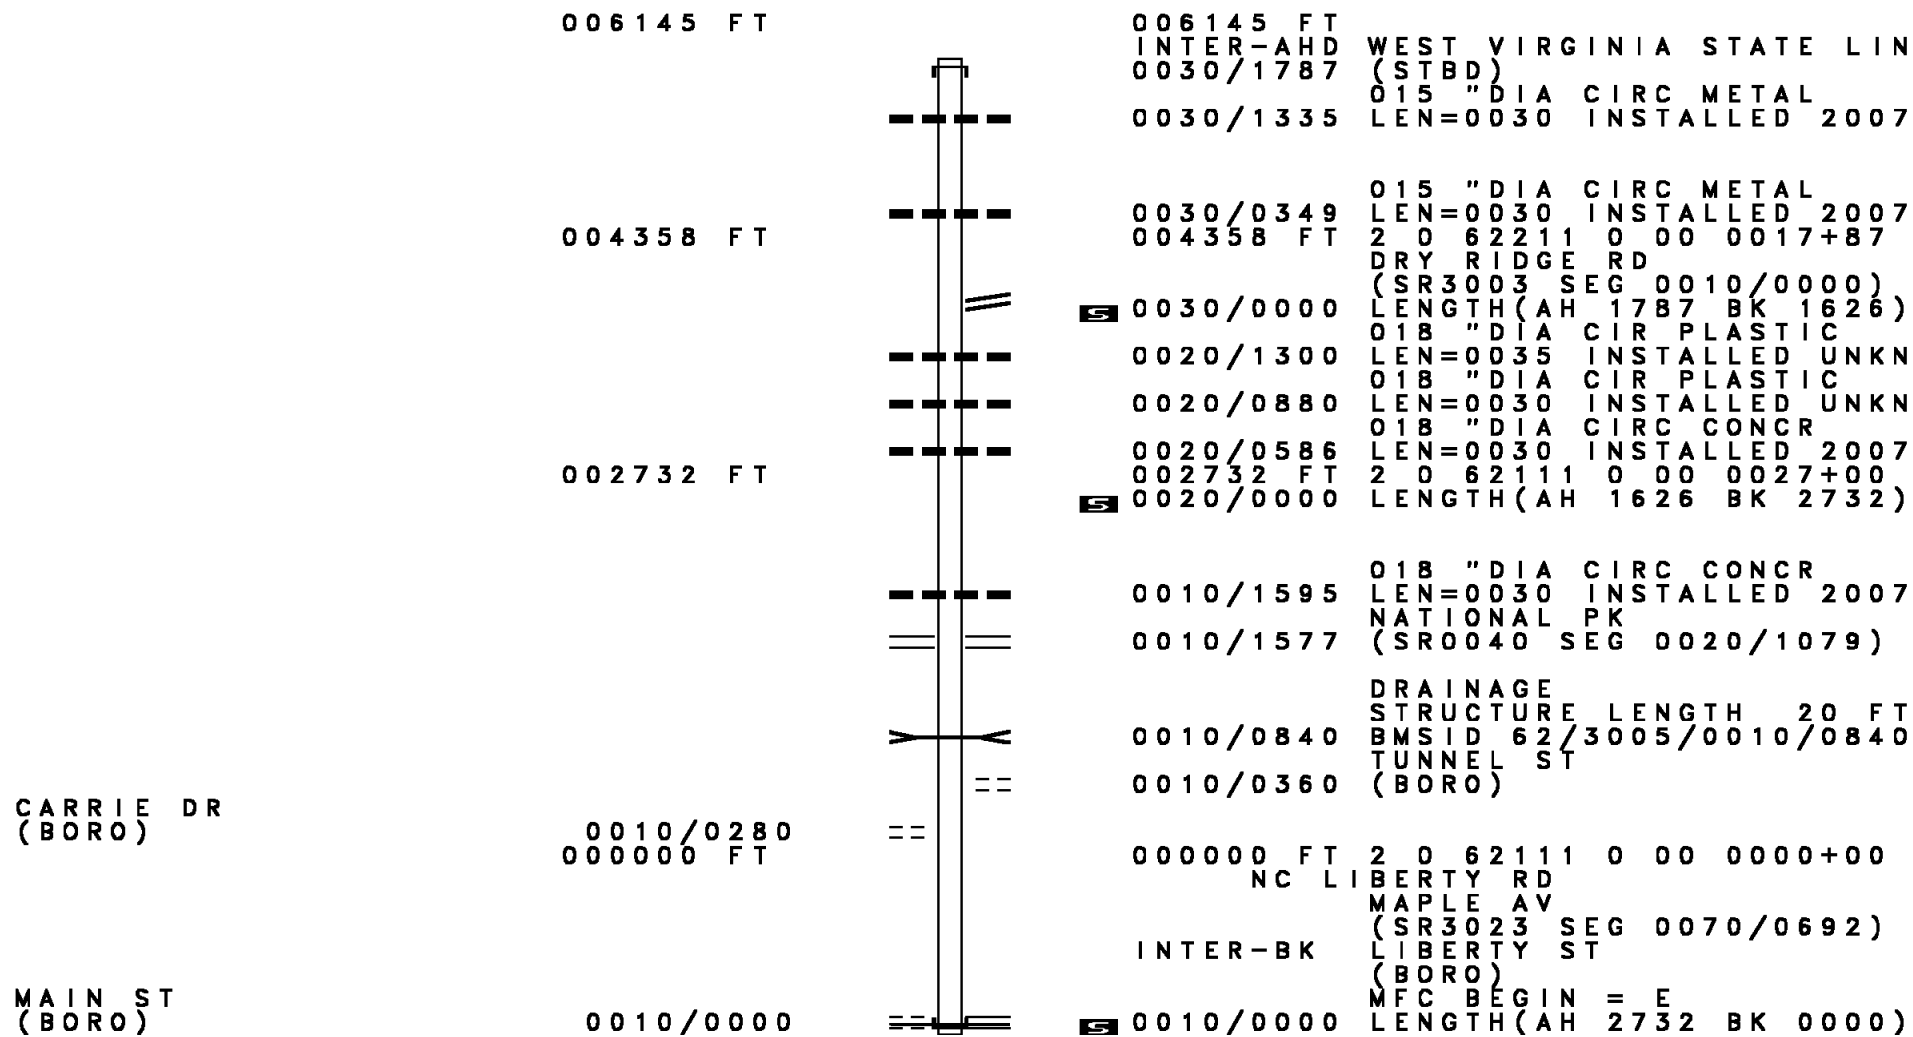 006145 FT 006145 FT
INTER-AHD WEST VIRGINIA STATE LIN
0030/1787 (STBD)
015 "DIA CIRC METAL
0030/1335 LEN=0030 INSTALLED 2007
015 "DIA CIRC METAL
0030/0349 LEN=0030 INSTALLED 2007
004358 FT 004358 FT 2 0 62211 0 00 0017+87
DRY RIDGE RD
(SR3003 SEG 0010/0000)
S 0030/0000 LENGTH(AH 1787 BK 1626)
018 "DIA CIR PLASTIC
0020/1300 LEN=0035 INSTALLED UNKN
018 "DIA CIR PLASTIC
0020/0880 LEN=0030 INSTALLED UNKN
018 "DIA CIRC CONCR
0020/0586 LEN=0030 INSTALLED 2007
002732 FT 002732 FT 2 0 62111 0 00 0027+00
S 0020/0000 LENGTH(AH 1626 BK 2732)
018 "DIA CIRC CONCR
0010/1595 LEN=0030 INSTALLED 2007
NATIONAL PK
0010/1577 (SR0040 SEG 0020/1079)
DRAINAGE
STRUCTURE LENGTH 20 FT
0010/0840 BMSID 62/3005/0010/0840
TUNNEL ST
0010/0360 (BORO)
CARRIE DR
(BORO) 0010/0280
000000 FT 000000 FT 2 0 62111 0 00 0000+00
NC LIBERTY RD
MAPLE AV
(SR3023 SEG 0070/0692)
INTER-BK LIBERTY ST
(BORO)
MAIN ST MFC BEGIN = E
(BORO) 0010/0000 S 0010/0000 LENGTH(AH 2732 BK 0000)